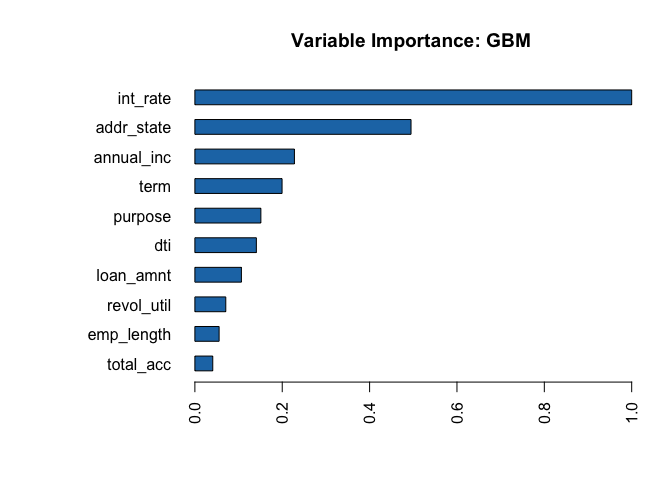 Variable Importance: GBM
int_rate
addr_state
annual_inc
term
purpose
dti
loan_amnt
revol_util
emp_length
total_acc
0.0 0.2 0.4 0.6 0.8 1.0